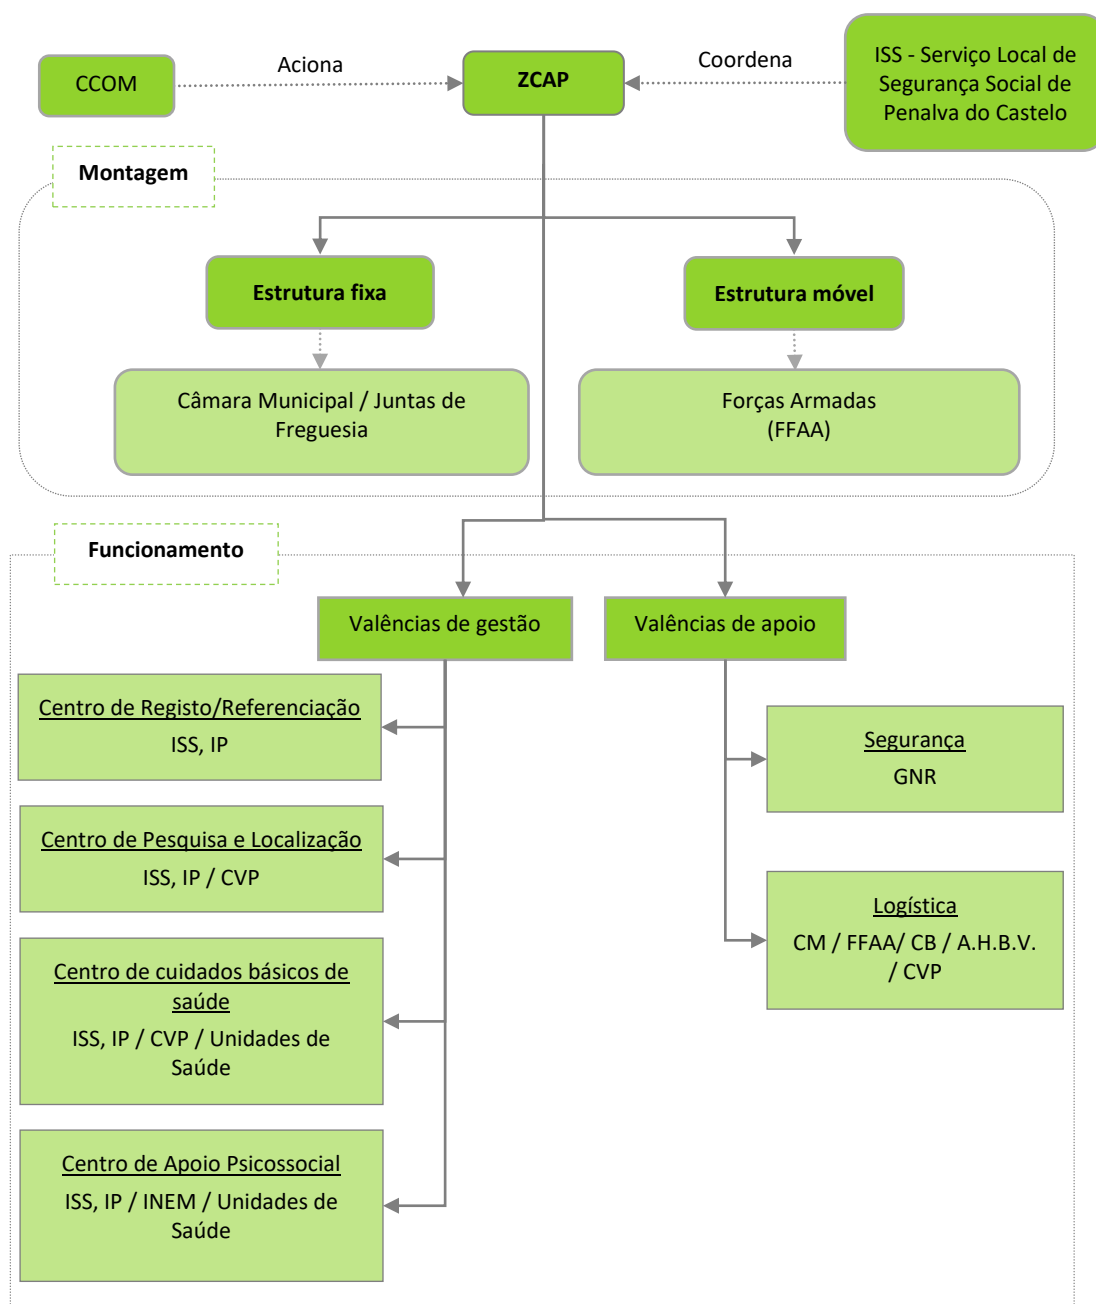 CCOM
Aciona
ZCAP
Coordena
ISS - Serviço Local de
Segurança Social de
Penalva do Castelo
Montagem
Estrutura fixa
Estrutura móvel
Câmara Municipal / Juntas de
Freguesia
Forças Armadas
(FFAA)
Funcionamento
Valências de gestão
Valências de apoio
Centro de Registo/Referenciação
ISS, IP
Centro de Pesquisa e Localização
ISS, IP / CVP
Centro de cuidados básicos de
saúde
ISS, IP / CVP / Unidades de
Saúde
Centro de Apoio Psicossocial
ISS, IP / INEM / Unidades de
Saúde
Segurança
GNR
Logística
CM / FFAA/ CB / A.H.B.V.
/ CVP